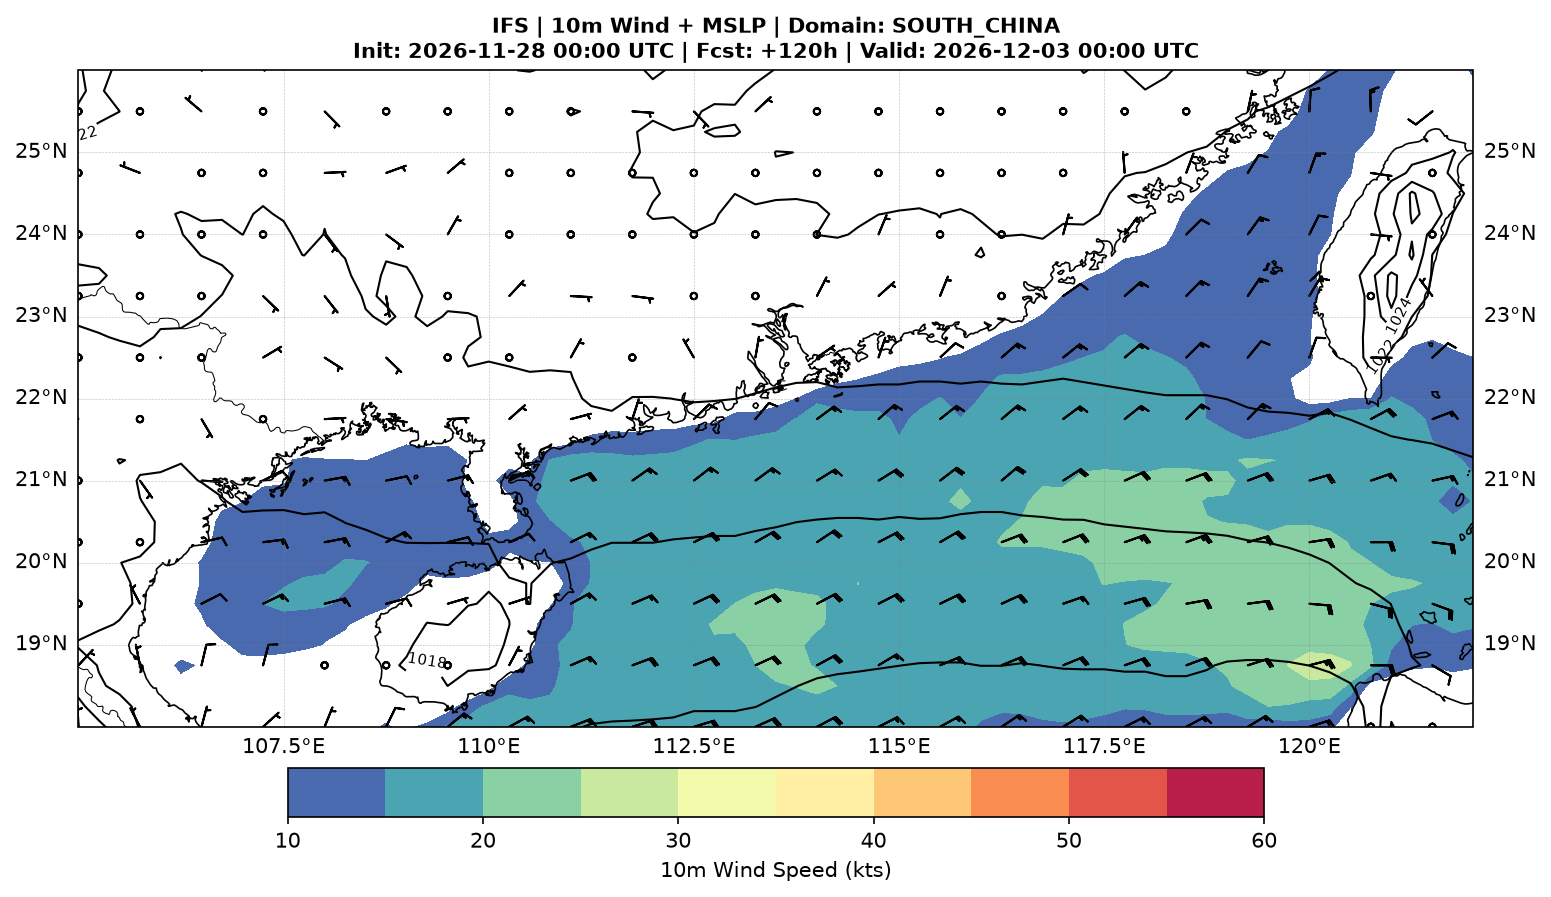 IFS | 10m Wind + MSLP | Domain: SOUTH_CHINA
Init: 2026-11-28 00:00 UTC | Fcst: +120h | Valid: 2026-12-03 00:00 UTC
22
25°N 25°N
24°N 24°N
23°N 23°N
1024
1022
22°N 22°N
21°N 21°N
20°N 20°N
19°N 19°N
1018
107.5°E 110°E 112.5°E 115°E 117.5°E 120°E
10 20 30 40 50 60
10m Wind Speed (kts)